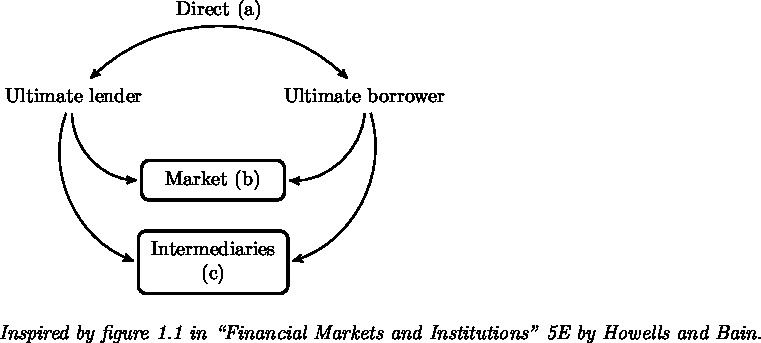 Direct (a)
Ultimate lender
Ultimate borrower
Market (b)
Intermediaries
(c)
Inspired by figure 1.1 in “Financial Markets and Institutions” 5E by Howells and Bain.